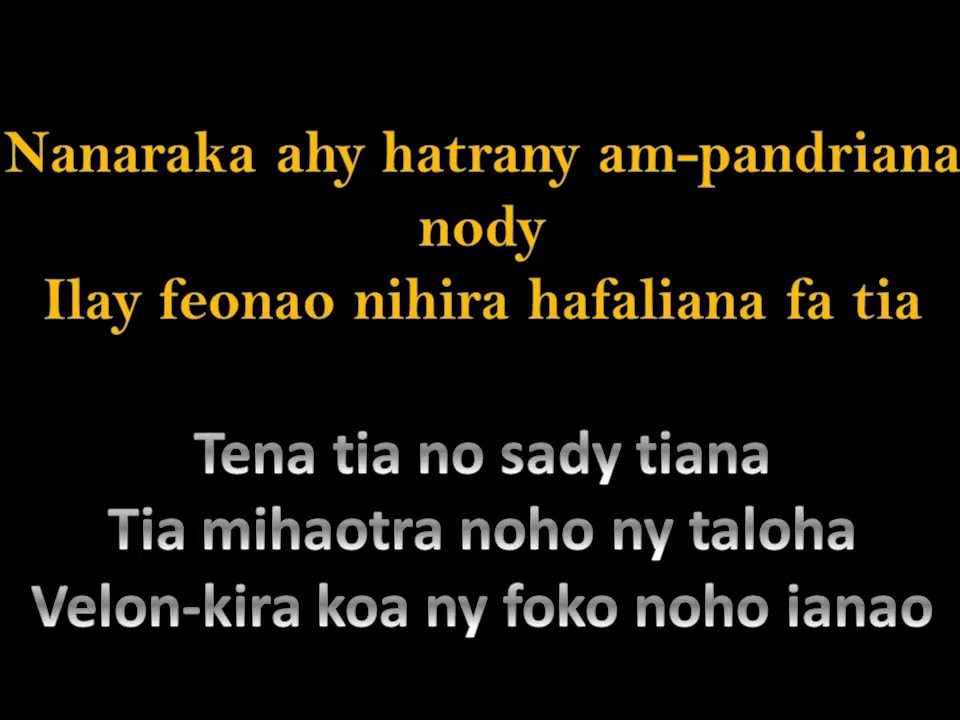 Nanaraka ahy hatrany am-pandriana
nody
Ilay feonao nihira hafaliana fa tia
Tena tia no sady tiana
Tia mihaotra noho ny taloha
Velon-kira koa ny foko noho ianao